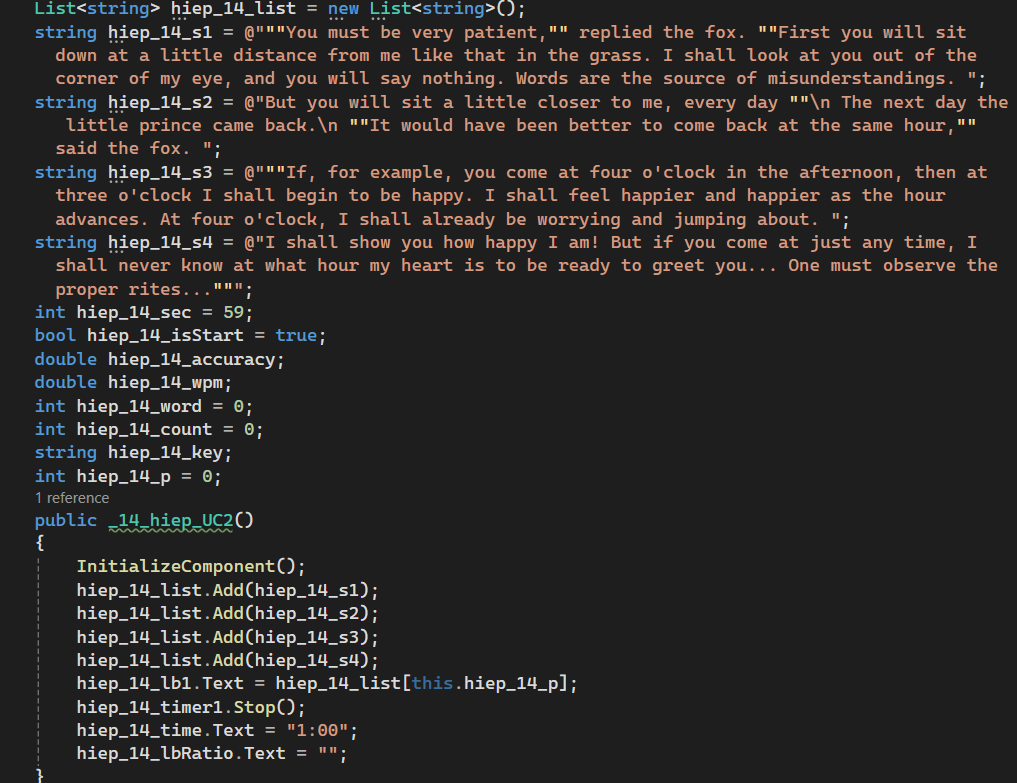 List<string> hiep_14_list = new List<string>();
string hiep_14_s1 = @"""You must be very patient,"" replied the fox. ""First you will sit
down at a little distance from me like that in the grass. I shall look at you out of the
corner of my eye, and you will say nothing. Words are the source of misunderstandings. ";
string hiep_14_s2 = @"But you will sit a little closer to me, every day ""\n The next day the
little prince came back.\n ""It would have been better to come back at the same hour,""
said the fox. ";
string hiep_14_s3 = @"""If, for example, you come at four o'clock in the afternoon, then at
three o'clock I shall begin to be happy. I shall feel happier and happier as the hour
advances. At four o'clock, I shall already be worrying and jumping about. ";
string hiep_14_s4 = @"I shall show you how happy I am! But if you come at just any time, I
shall never know at what hour my heart is to be ready to greet you... One must observe the
proper rites...""";
int hiep_14_sec = 59;
bool hiep_14_isStart = true;
double hiep_14_accuracy;
double hiep_14_wpm;
int hiep_14_word = 0;
int hiep_14_count = 0;
string hiep_14_key;
int hiep_14_p = 0;
1 reference
public _14_hiep_UC2()
{
InitializeComponent();
hiep_14_list.Add(hiep_14_s1);
hiep_14_list.Add(hiep_14_s2);
hiep_14_list.Add(hiep_14_s3);
hiep_14_list.Add(hiep_14_s4);
hiep_14_lb1.Text = hiep_14_list[this.hiep_14_p];
hiep_14_timer1.Stop();
hiep_14_time.Text = "1:00";
hiep_14_lbRatio.Text = "";
}